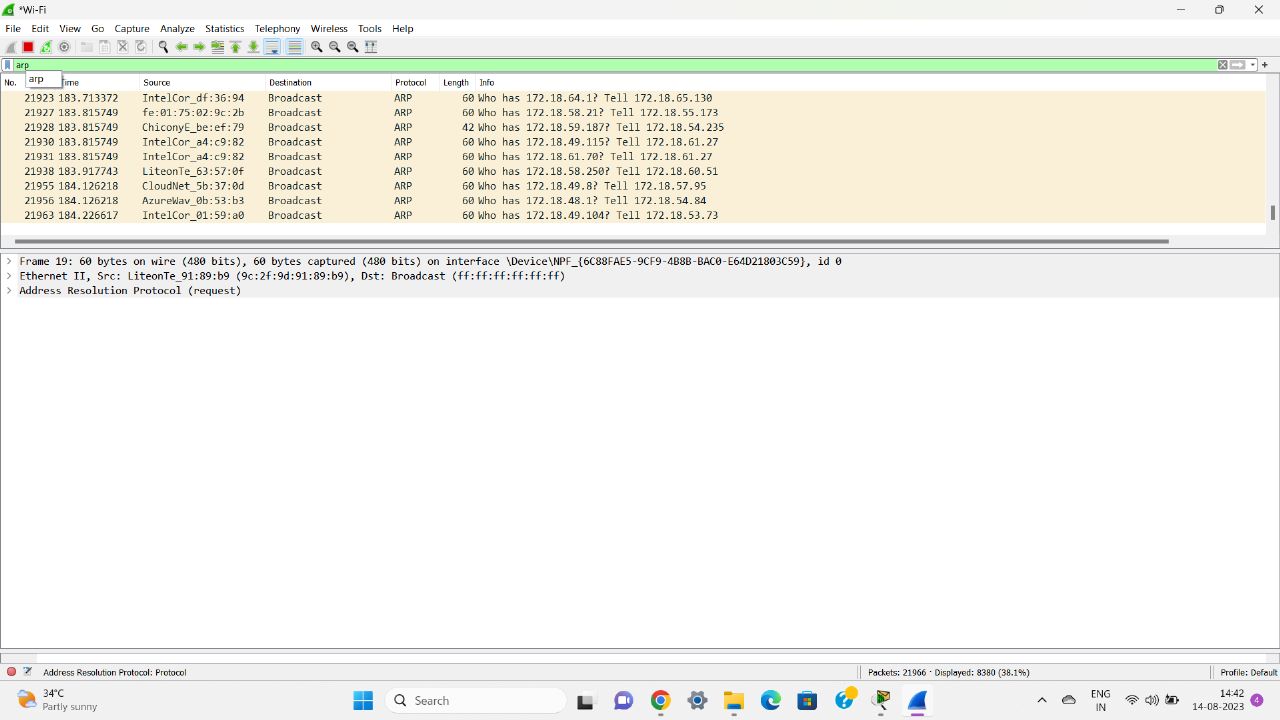 *Wi-Fi
File Edit View Go Capture Analyze Statistics Telephony Wireless Tools Help
arp
arp
No. Time Source Destination Protocol Length Info
21923 183.713372 IntelCor_df:36:94 Broadcast ARP 60 Who has 172.18.64.1? Tell 172.18.65.130
21927 183.815749 fe:01:75:02:9c:2b Broadcast ARP 60 Who has 172.18.58.21? Tell 172.18.55.173
21928 183.815749 ChiconyE_be:ef:79 Broadcast ARP 42 Who has 172.18.59.187? Tell 172.18.54.235
21930 183.815749 IntelCor_a4:c9:82 Broadcast ARP 60 Who has 172.18.49.115? Tell 172.18.61.27
21931 183.815749 IntelCor_a4:c9:82 Broadcast ARP 60 Who has 172.18.61.70? Tell 172.18.61.27
21938 183.917743 LiteonTe_63:57:0f Broadcast ARP 60 Who has 172.18.58.250? Tell 172.18.60.51
21955 184.126218 CloudNet_5b:37:0d Broadcast ARP 60 Who has 172.18.49.8? Tell 172.18.57.95
21956 184.126218 AzureWav_0b:53:b3 Broadcast ARP 60 Who has 172.18.48.1? Tell 172.18.54.84
21963 184.226617 IntelCor_01:59:a0 Broadcast ARP 60 Who has 172.18.49.104? Tell 172.18.53.73
Frame 19: 60 bytes on wire (480 bits), 60 bytes captured (480 bits) on interface \Device\NPF_{6C88FAE5-9CF9-4B8B-BAC0-E64D21803C59}, id 0
Ethernet II, Src: LiteonTe_91:89:b9 (9c:2f:9d:91:89:b9), Dst: Broadcast (ff:ff:ff:ff:ff:ff)
Address Resolution Protocol (request)
Address Resolution Protocol: Protocol Packets: 21966 · Displayed: 8380 (38.1%) Profile: Default
34°C
Partly sunny
Search
ENG
IN
14:42
14-08-2023
4